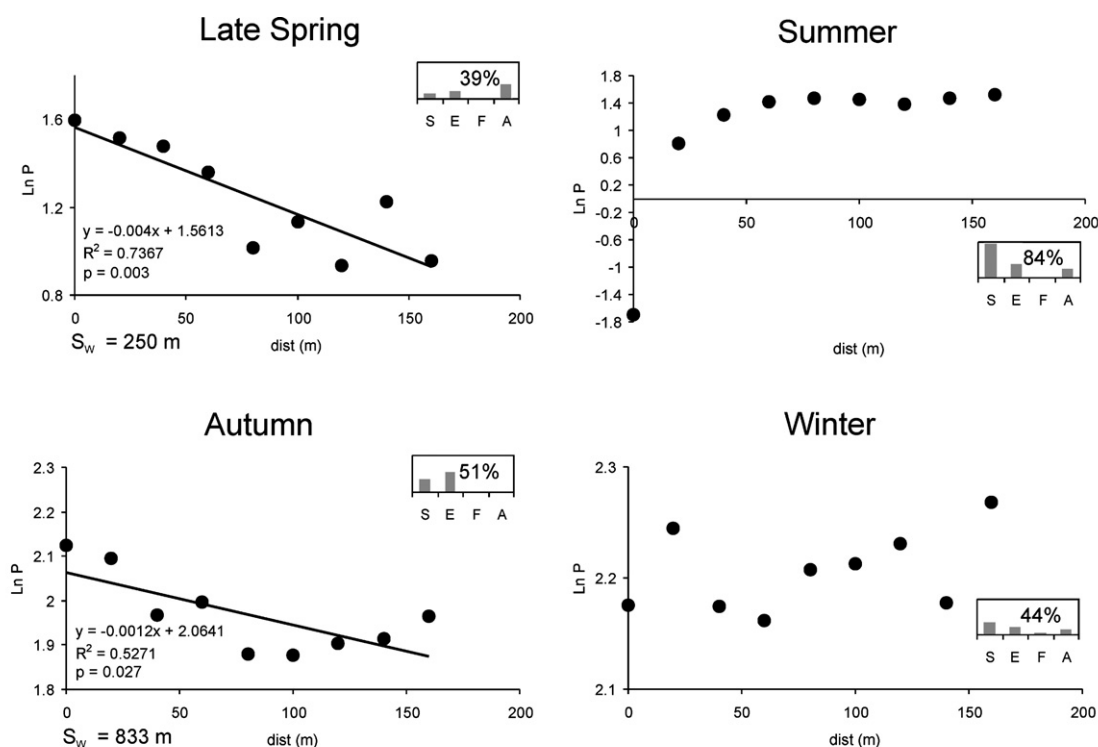 Late Spring
39%
S E F A
1.6
1.2
0.8
Ln P
y = -0.004x + 1.5613
R² = 0.7367
p = 0.003
0 50 100 150 200
S_w = 250 m
dist (m)
Summer
1.8
1.4
1
0.6
0.2
-0.2
-0.6
-1
-1.4
-1.8
Ln P
0 50 100 150 200
84%
S E F A
dist (m)
Autumn
51%
S E F A
2.3
2.2
2.1
2
1.9
1.8
Ln P
y = -0.0012x + 2.0641
R² = 0.5271
p = 0.027
0 50 100 150 200
S_w = 833 m
dist (m)
Winter
2.3
2.2
2.1
Ln P
44%
S E F A
0 50 100 150 200
dist (m)